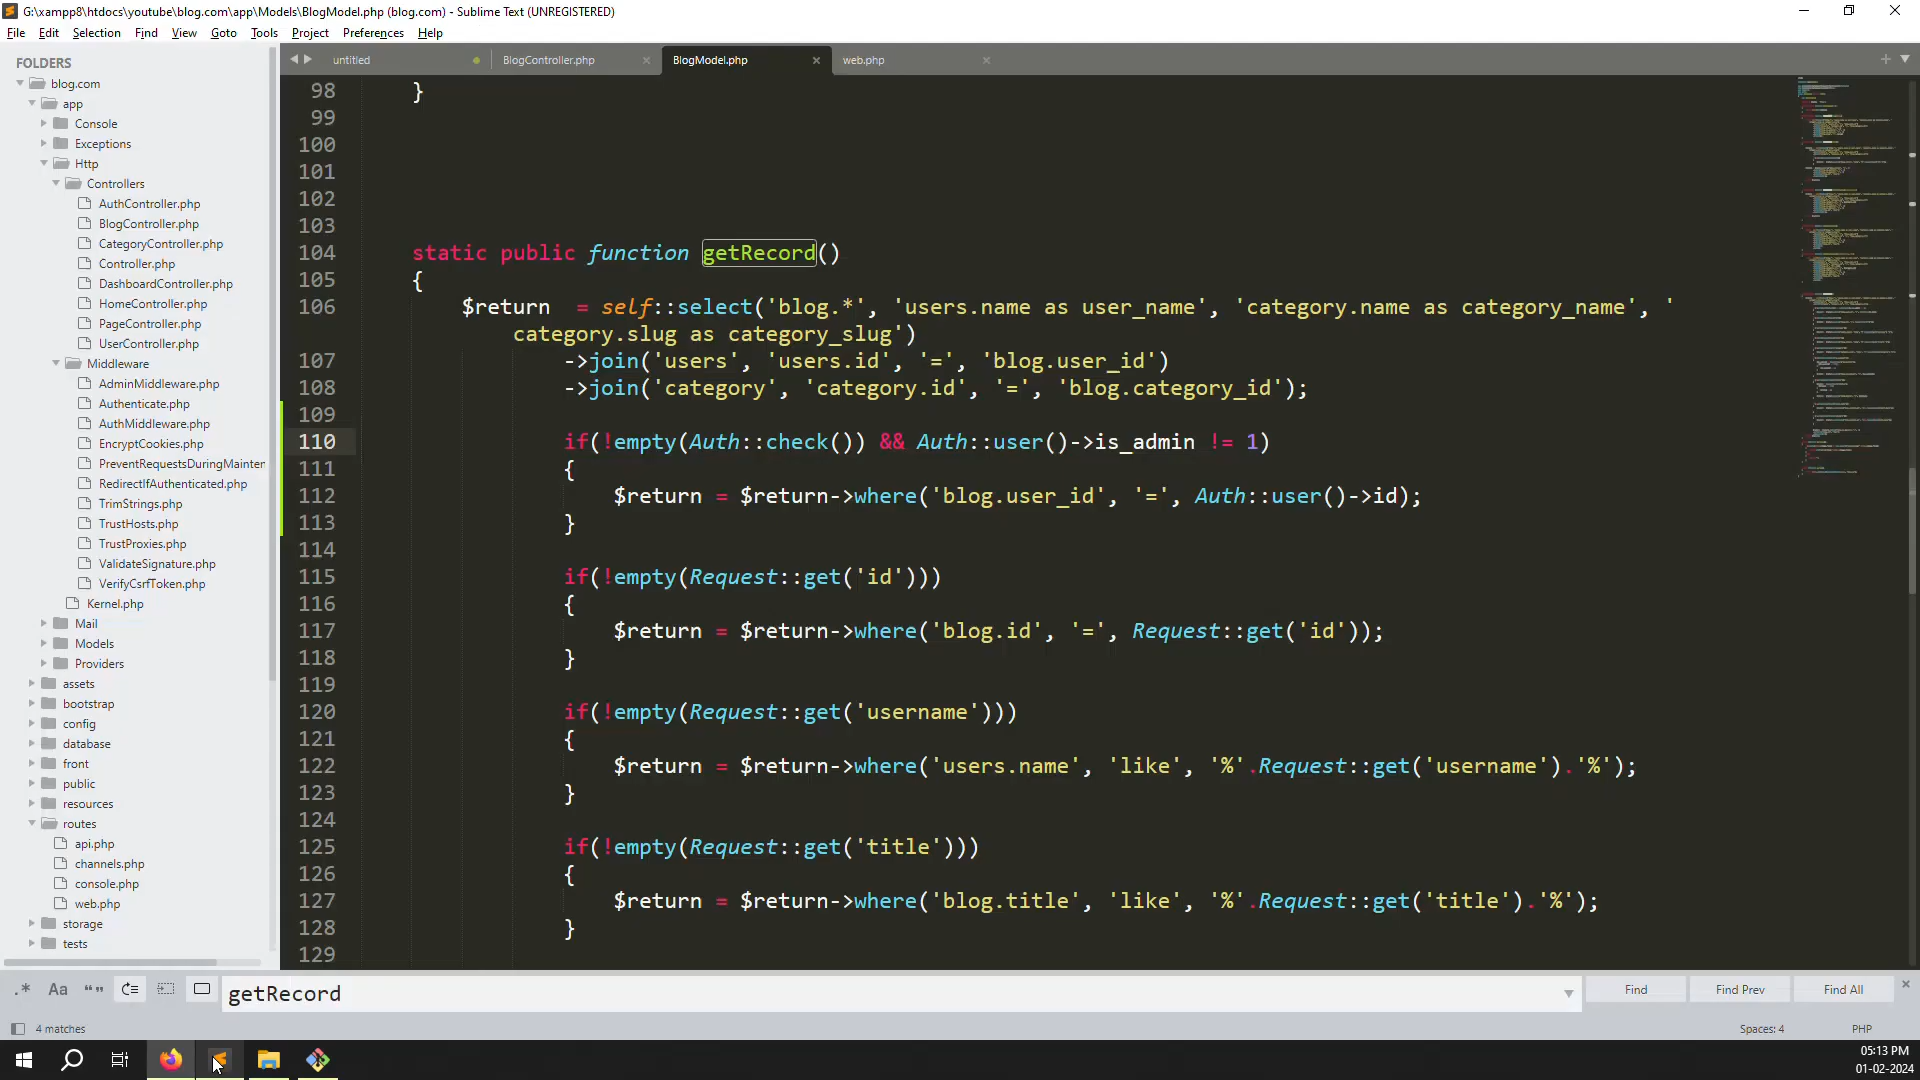 G:\xampp8\htdocs\youtube\blog.com\app\Models\BlogModel.php (blog.com) - Sublime Text (UNREGISTERED)
File Edit Selection Find View Goto Tools Project Preferences Help
FOLDERS
blog.com
app
Console
Exceptions
Http
Controllers
AuthController.php
BlogController.php
CategoryController.php
Controller.php
DashboardController.php
HomeController.php
PageController.php
UserController.php
Middleware
AdminMiddleware.php
Authenticate.php
AuthMiddleware.php
EncryptCookies.php
PreventRequestsDuringMainten
RedirectIfAuthenticated.php
TrimStrings.php
TrustHosts.php
TrustProxies.php
ValidateSignature.php
VerifyCsrfToken.php
Kernel.php
Mail
Models
Providers
assets
bootstrap
config
database
front
public
resources
routes
api.php
channels.php
console.php
web.php
storage
tests
untitled BlogController.php BlogModel.php web.php
98 }
99
100
101
102
103
104 static public function getRecord()
105 {
106 $return = self::select('blog.*', 'users.name as user_name', 'category.name as category_name', '
category.slug as category_slug')
107 ->join('users', 'users.id', '=', 'blog.user_id')
108 ->join('category', 'category.id', '=', 'blog.category_id');
109
110 if(!empty(Auth::check()) && Auth::user()->is_admin != 1)
111 {
112 $return = $return->where('blog.user_id', '=', Auth::user()->id);
113 }
114
115 if(!empty(Request::get('id')))
116 {
117 $return = $return->where('blog.id', '=', Request::get('id'));
118 }
119
120 if(!empty(Request::get('username')))
121 {
122 $return = $return->where('users.name', 'like', '%'.Request::get('username').'%');
123 }
124
125 if(!empty(Request::get('title')))
126 {
127 $return = $return->where('blog.title', 'like', '%'.Request::get('title').'%');
128 }
129
.* Aa “” getRecord Find Find Prev Find All
4 matches Spaces: 4 PHP
05:13 PM
01-02-2024